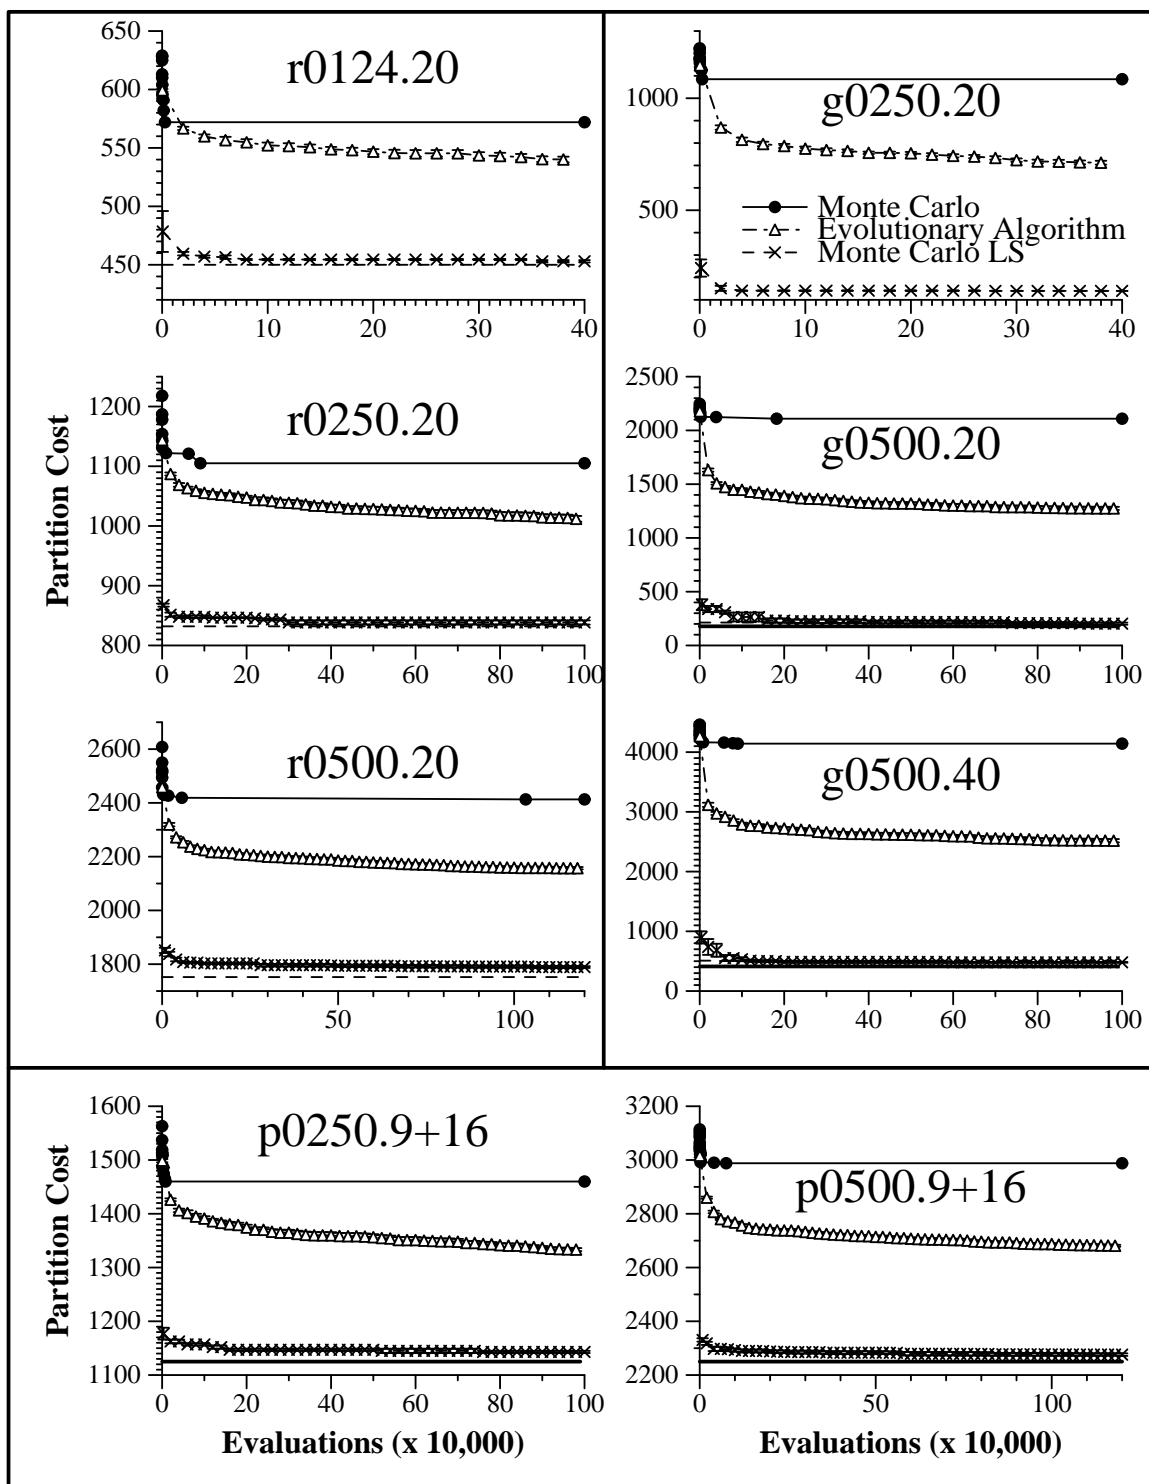 650
600
550
500
450
r0124.20
0 10 20 30 40
1000
500
g0250.20
Monte Carlo
Evolutionary Algorithm
Monte Carlo LS
0 10 20 30 40
Partition Cost
1200
1100
1000
900
800
r0250.20
0 20 40 60 80 100
2500
2000
1500
1000
500
0
g0500.20
0 20 40 60 80 100
2600
2400
2200
2000
1800
r0500.20
0 50 100
4000
3000
2000
1000
0
g0500.40
0 20 40 60 80 100
Partition Cost
1600
1500
1400
1300
1200
1100
p0250.9+16
0 20 40 60 80 100
Evaluations (x 10,000)
3200
3000
2800
2600
2400
2200
p0500.9+16
0 50 100
Evaluations (x 10,000)